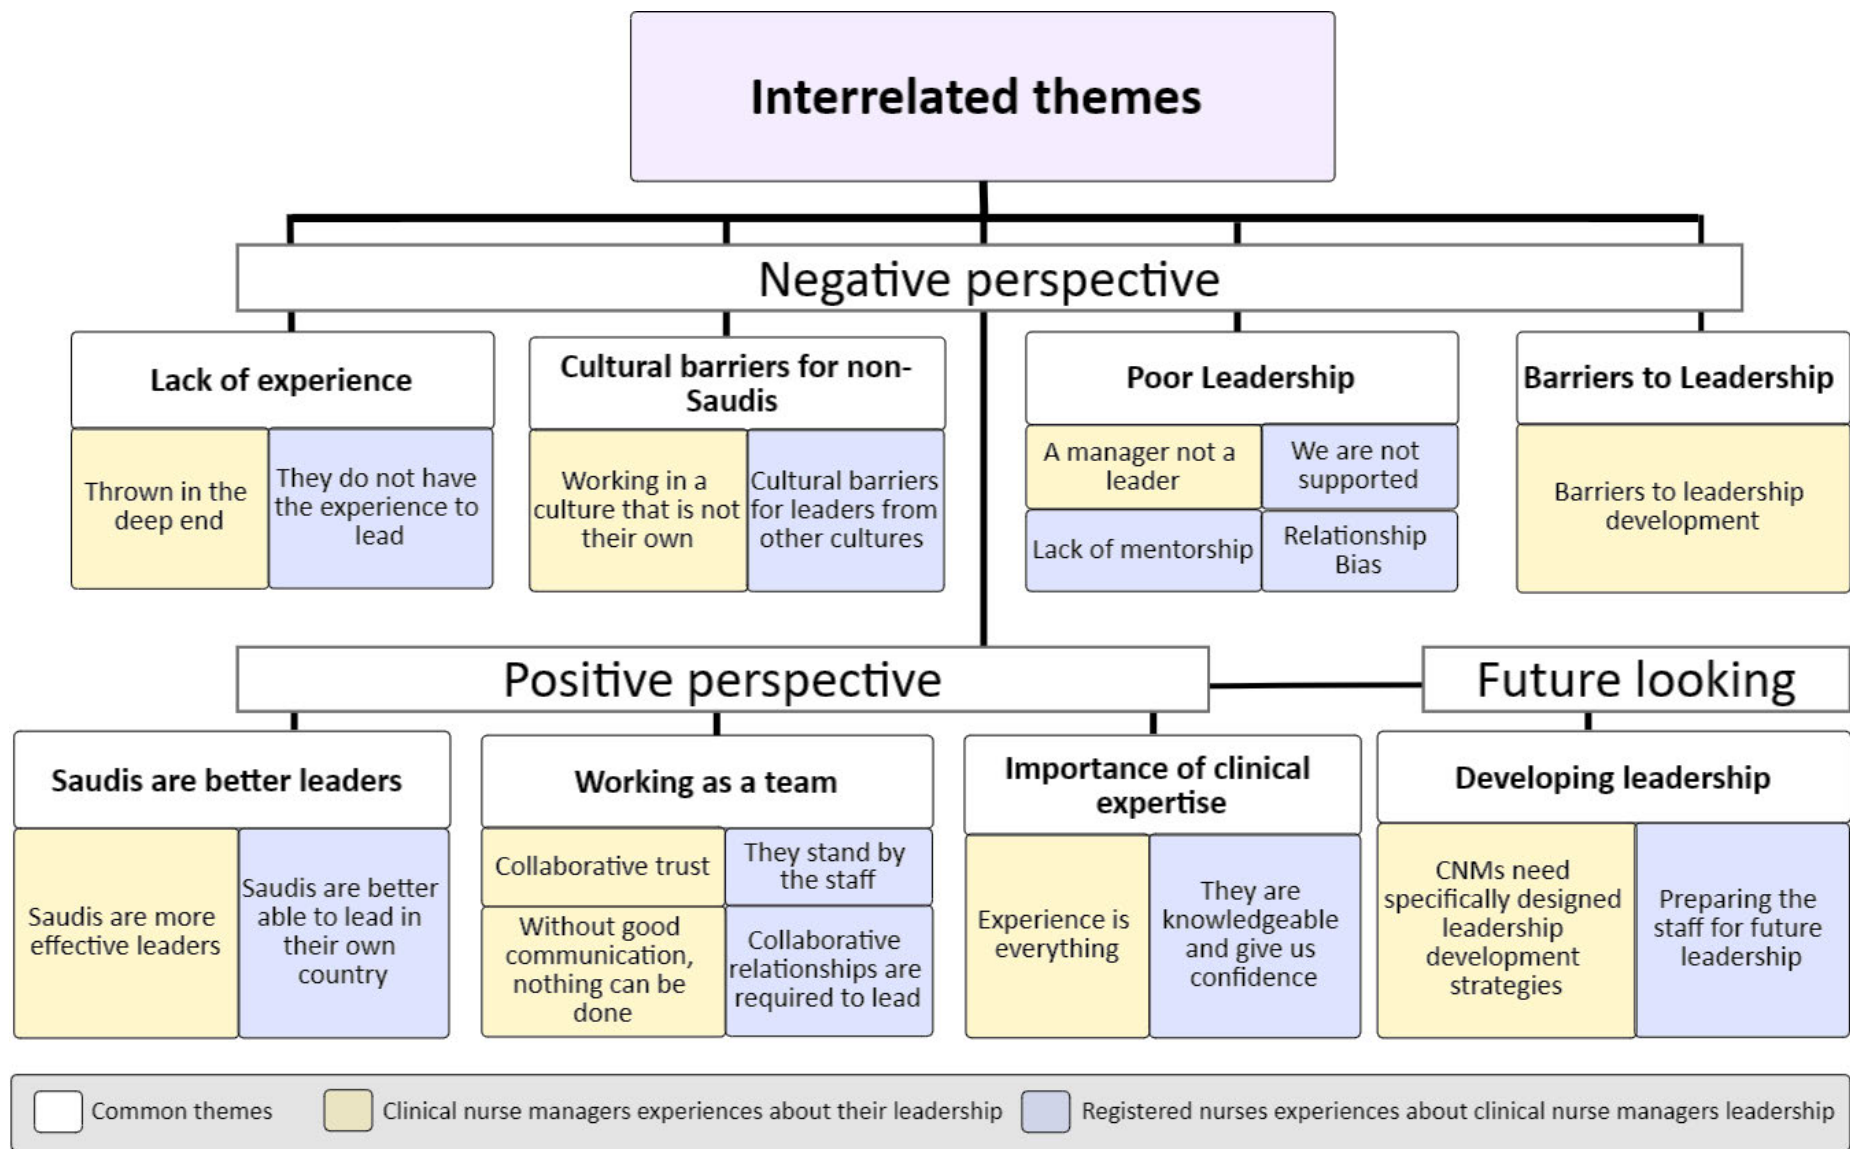 Interrelated themes
Negative perspective
Lack of experience
Thrown in the
deep end
They do not have
the experience to
lead
Cultural barriers for non-
Saudis
Working in a
culture that is not
their own
Cultural barriers
for leaders from
other cultures
Poor Leadership
A manager not a
leader
We are not
supported
Lack of mentorship
Relationship
Bias
Barriers to Leadership
Barriers to leadership
development
Positive perspective
Future looking
Saudis are better leaders
Saudis are more
effective leaders
Saudis are better
able to lead in
their own
country
Working as a team
Collaborative trust
They stand by
the staff
Without good
communication,
nothing can be
done
Collaborative
relationships are
required to lead
Importance of clinical
expertise
Experience is
everything
They are
knowledgeable
and give us
confidence
Developing leadership
CNMs need
specifically designed
leadership
development
strategies
Preparing the
staff for future
leadership
Common themes
Clinical nurse managers experiences about their leadership
Registered nurses experiences about clinical nurse managers leadership